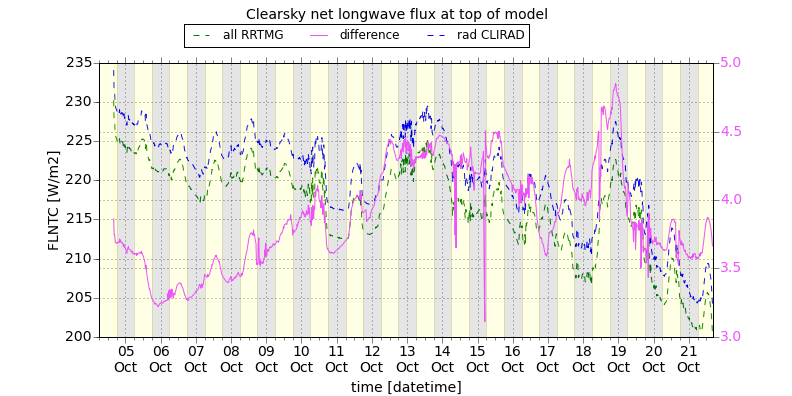 Clearsky net longwave flux at top of model
all RRTMG difference rad CLIRAD
235 5.0
230
225 4.5
220
215 4.0
210
205 3.5
200 3.0
FLNTC [W/m2]
05 06 07 08 09 10 11 12 13 14 15 16 17 18 19 20 21
Oct Oct Oct Oct Oct Oct Oct Oct Oct Oct Oct Oct Oct Oct Oct Oct Oct
time [datetime]